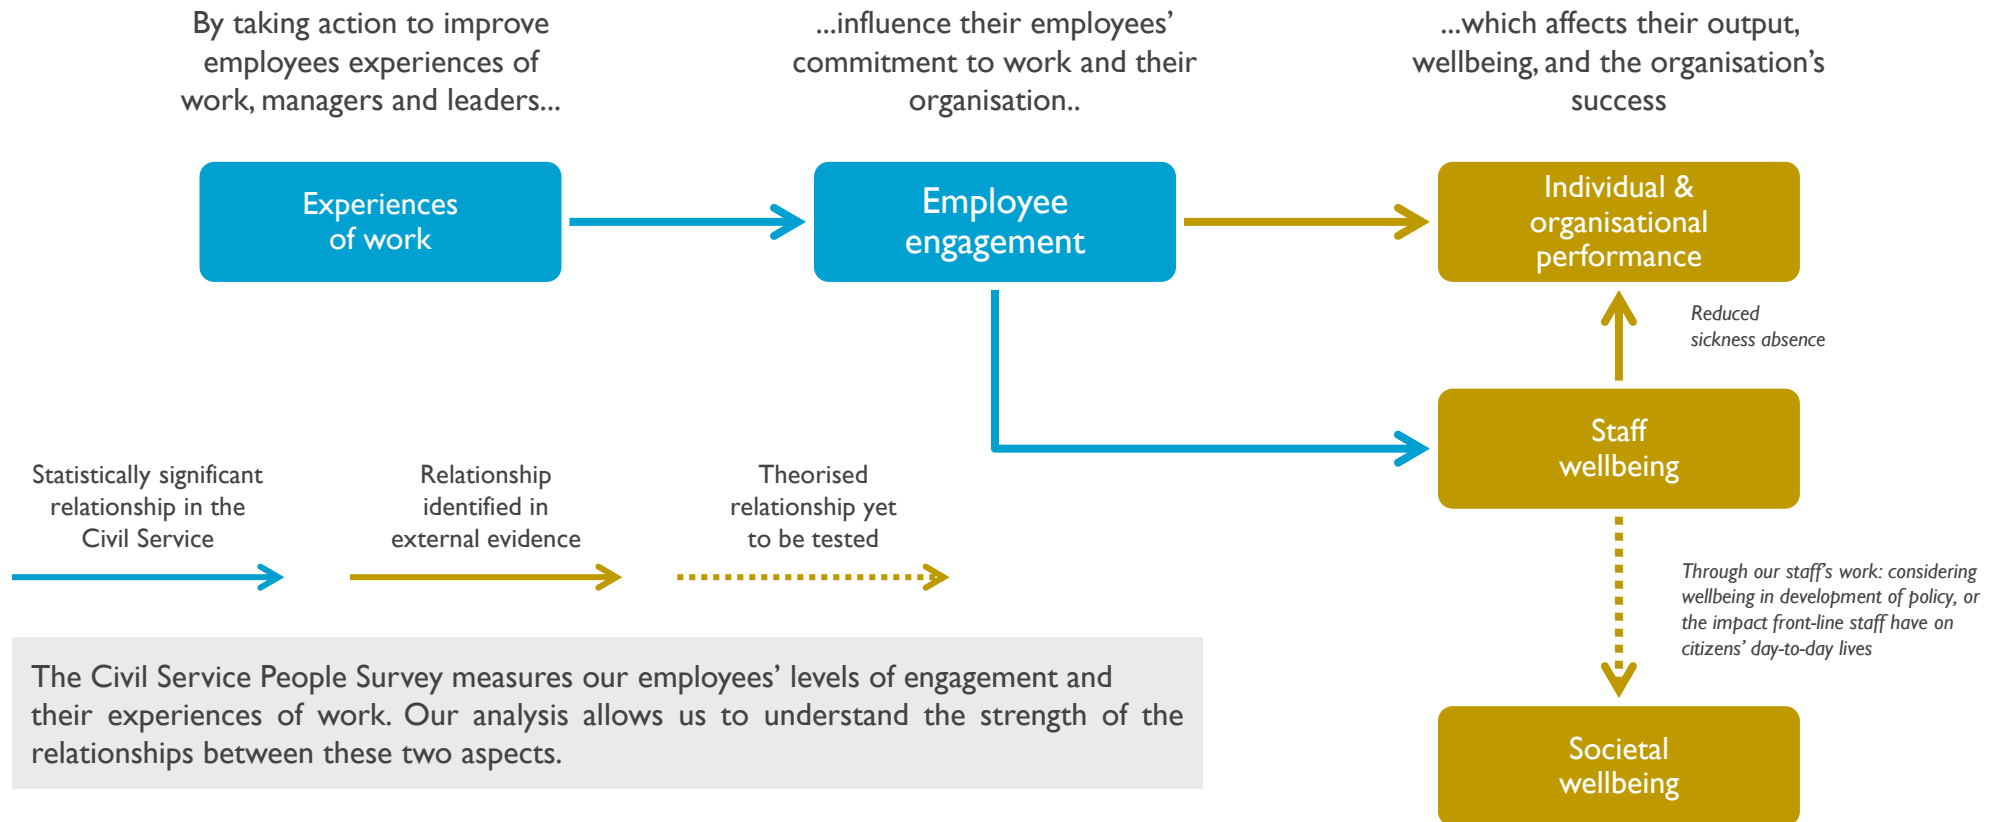 By taking action to improve
employees experiences of
work, managers and leaders...
...influence their employees’
commitment to work and their
organisation..
...which affects their output,
wellbeing, and the organisation’s
success
Experiences
of work
Employee
engagement
Individual &
organisational
performance
Reduced
sickness absence
Staff
wellbeing
Statistically significant
relationship in the
Civil Service
Relationship
identified in
external evidence
Theorised
relationship yet
to be tested
Through our staff’s work: considering
wellbeing in development of policy, or
the impact front-line staff have on
citizens’ day-to-day lives
The Civil Service People Survey measures our employees’ levels of engagement and
their experiences of work. Our analysis allows us to understand the strength of the
relationships between these two aspects.
Societal
wellbeing